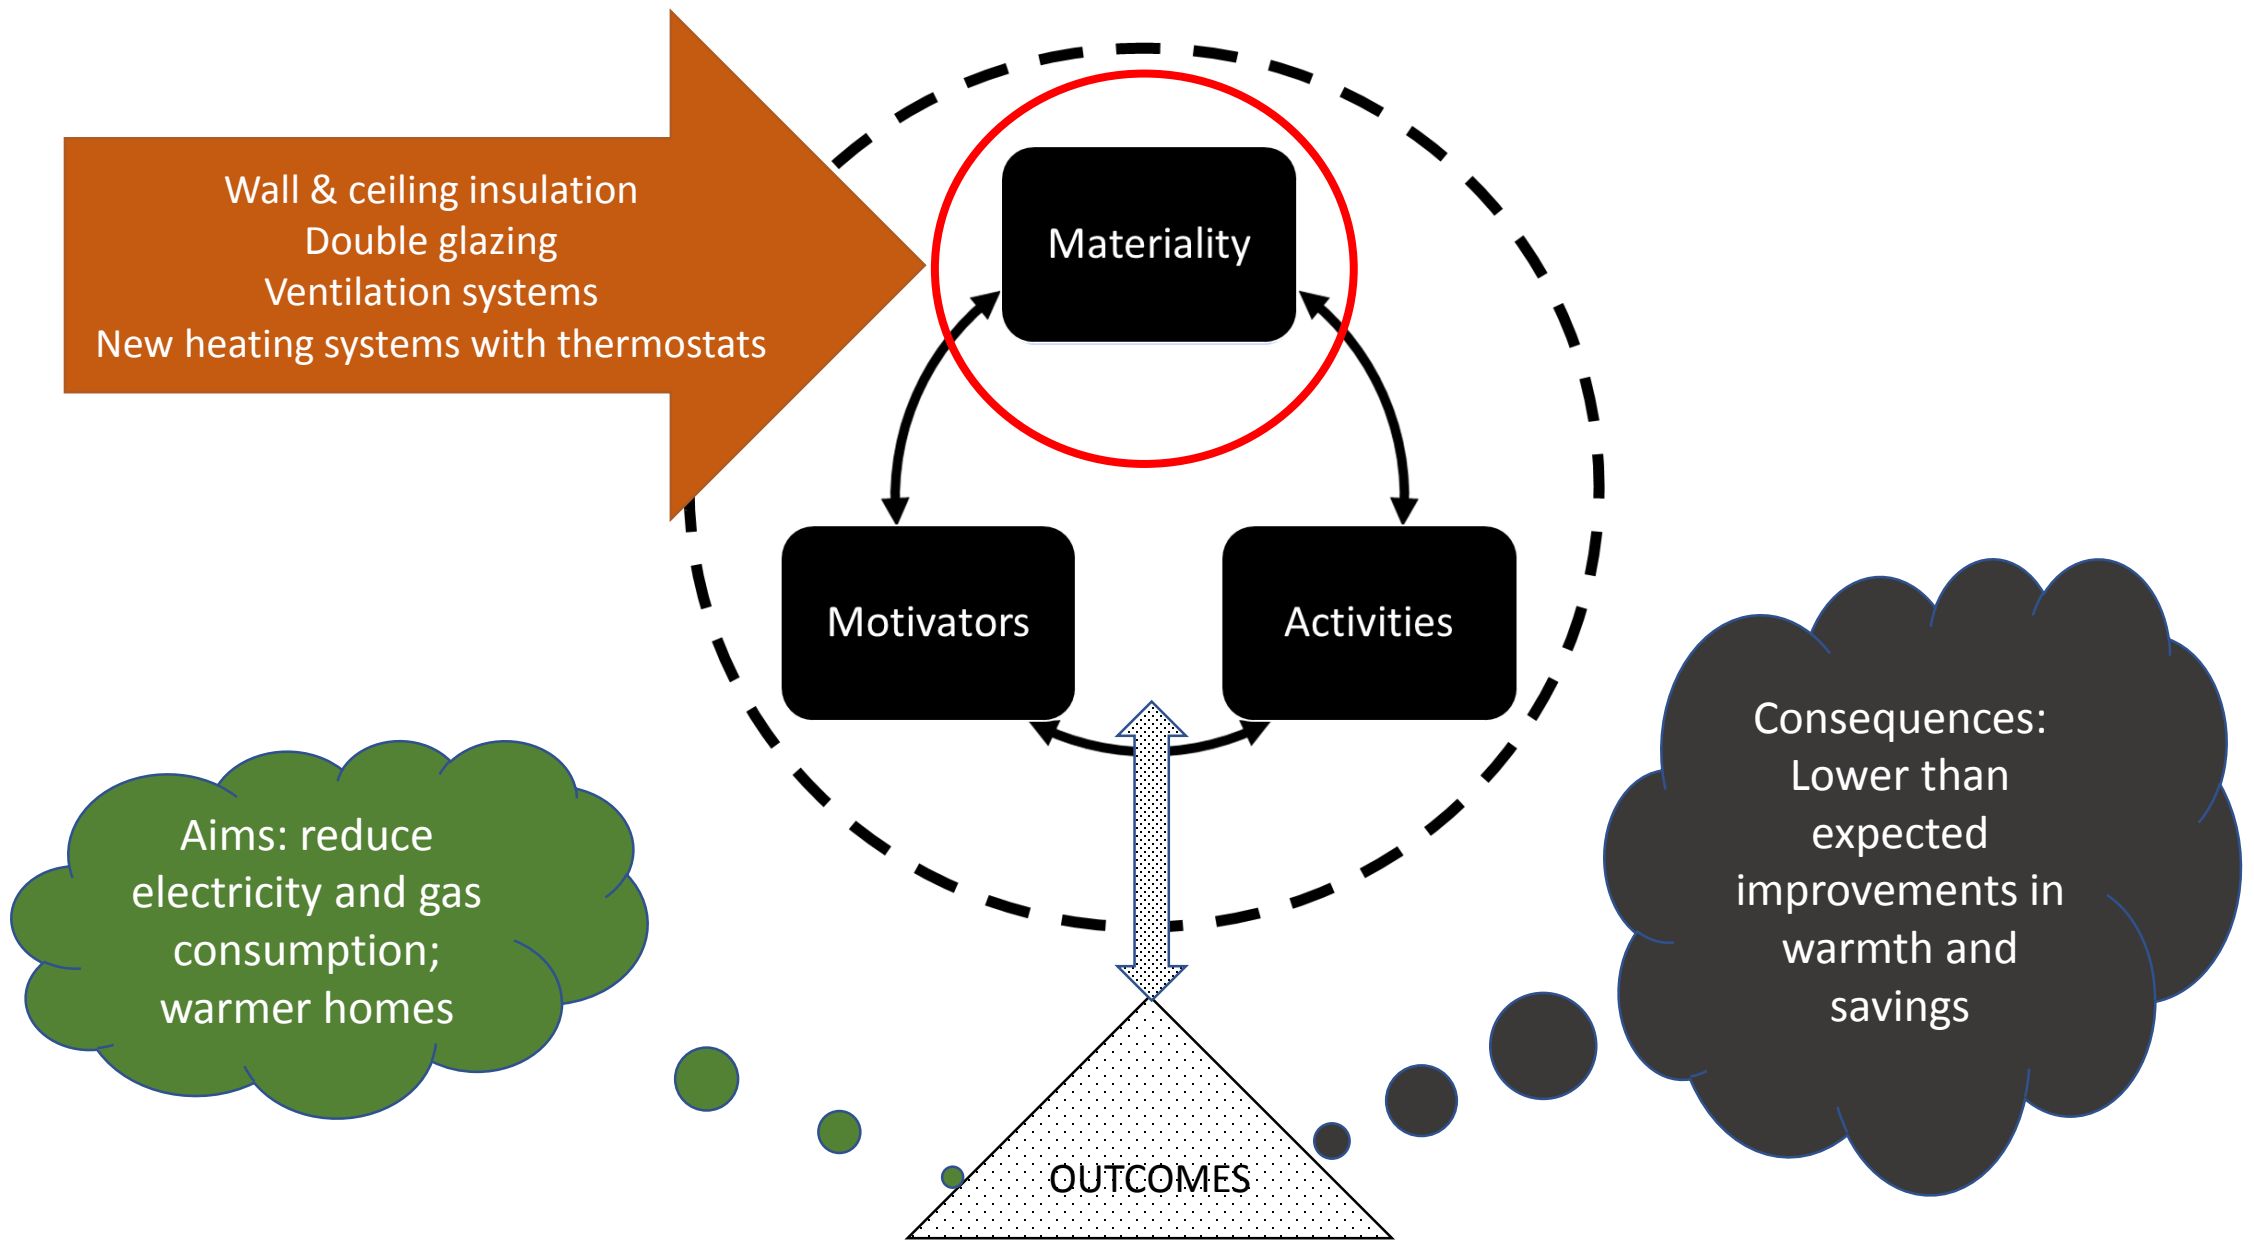 Wall & ceiling insulation
Double glazing
Ventilation systems
New heating systems with thermostats
Materiality
Motivators
Activities
Aims: reduce
electricity and gas
consumption;
warmer homes
Consequences:
Lower than
expected
improvements in
warmth and
savings
OUTCOMES